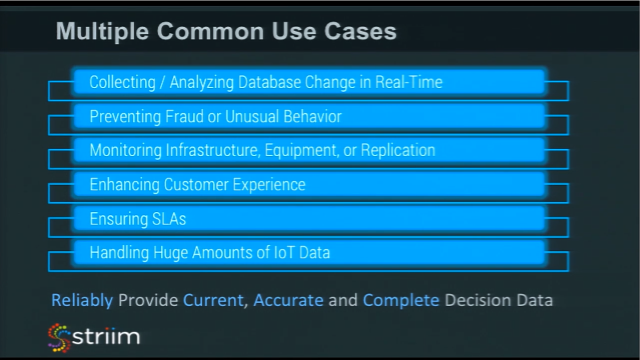 Multiple Common Use Cases
Collecting / Analyzing Database Change in Real-Time
Preventing Fraud or Unusual Behavior
Monitoring Infrastructure, Equipment, or Replication
Enhancing Customer Experience
Ensuring SLAs
Handling Huge Amounts of IoT Data
Reliably Provide Current, Accurate and Complete Decision Data
striim